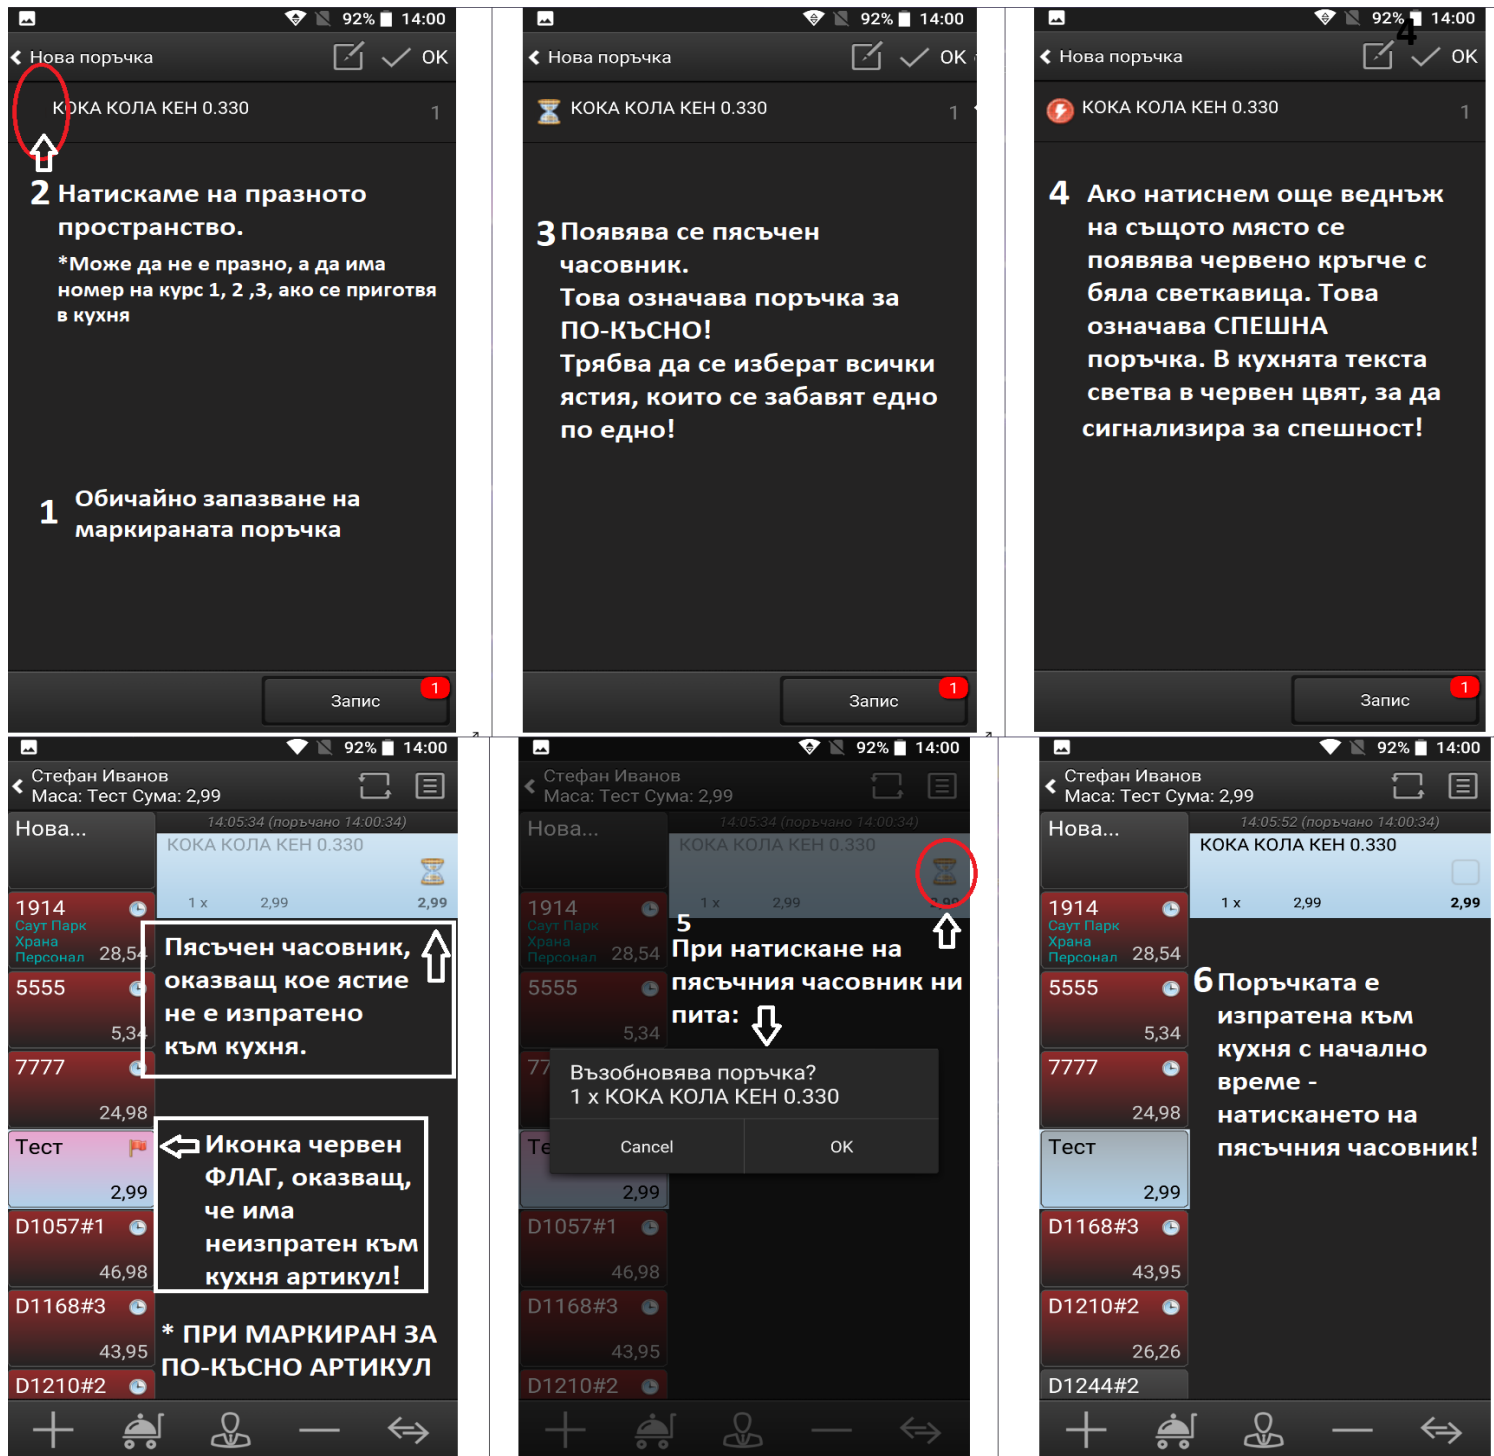 92% 14:00
Нова поръчка OK
КОКА КОЛА КЕН 0.330 1
2 Натискаме на празното
пространство.
*Може да не е празно, а да има
номер на курс 1, 2 ,3, ако се приготвя
в кухня
1 Обичайно запазване на
маркираната поръчка
Запис 1
92% 14:00
Нова поръчка OK
КОКА КОЛА КЕН 0.330 1
3 Появява се пясъчен
часовник.
Това означава поръчка за
ПО-КЪСНО!
Трябва да се изберат всички
ястия, които се забавят едно
по едно!
Запис 1
92% 14:00
4
Нова поръчка OK
КОКА КОЛА КЕН 0.330 1
4 Ако натиснем още веднъж
на същото място се
появява червено кръгче с
бяла светкавица. Това
означава СПЕШНА
поръчка. В кухнята текста
светва в червен цвят, за да
сигнализира за спешност!
Запис 1
92% 14:00
Стефан Иванов
Маса: Тест Сума: 2,99
Нова...
14:05:34 (поръчано 14:00:34)
КОКА КОЛА КЕН 0.330
1 x 2,99 2,99
1914
Саут Парк
Храна
Персонал 28,54
5555
5,34
7777
24,98
Тест
2,99
D1057#1
46,98
D1168#3
43,95
D1210#2
Пясъчен часовник,
оказващ кое ястие
не е изпратено
към кухня.
Иконка червен
ФЛАГ, оказващ,
че има
неизпратен към
кухня артикул!
* ПРИ МАРКИРАН ЗА
ПО-КЪСНО АРТИКУЛ
92% 14:00
Стефан Иванов
Маса: Тест Сума: 2,99
Нова...
14:05:34 (поръчано 14:00:34)
КОКА КОЛА КЕН 0.330
1 x 2,99 2,99
1914
Саут Парк
Храна
Персонал 28,54
5555
5,34
77
Те
2,99
D1057#1
46,98
D1168#3
43,95
D1210#2
5
При натискане на
пясъчния часовник ни
пита:
Възобновява поръчка?
1 x КОКА КОЛА КЕН 0.330
Cancel OK
92% 14:00
Стефан Иванов
Маса: Тест Сума: 2,99
Нова...
14:05:52 (поръчано 14:00:34)
КОКА КОЛА КЕН 0.330
1 x 2,99 2,99
1914
Саут Парк
Храна
Персонал 28,54
5555
5,34
7777
24,98
Тест
2,99
D1168#3
43,95
D1210#2
26,26
D1244#2
6 Поръчката е
изпратена към
кухня с начално
време -
натискането на
пясъчния часовник!